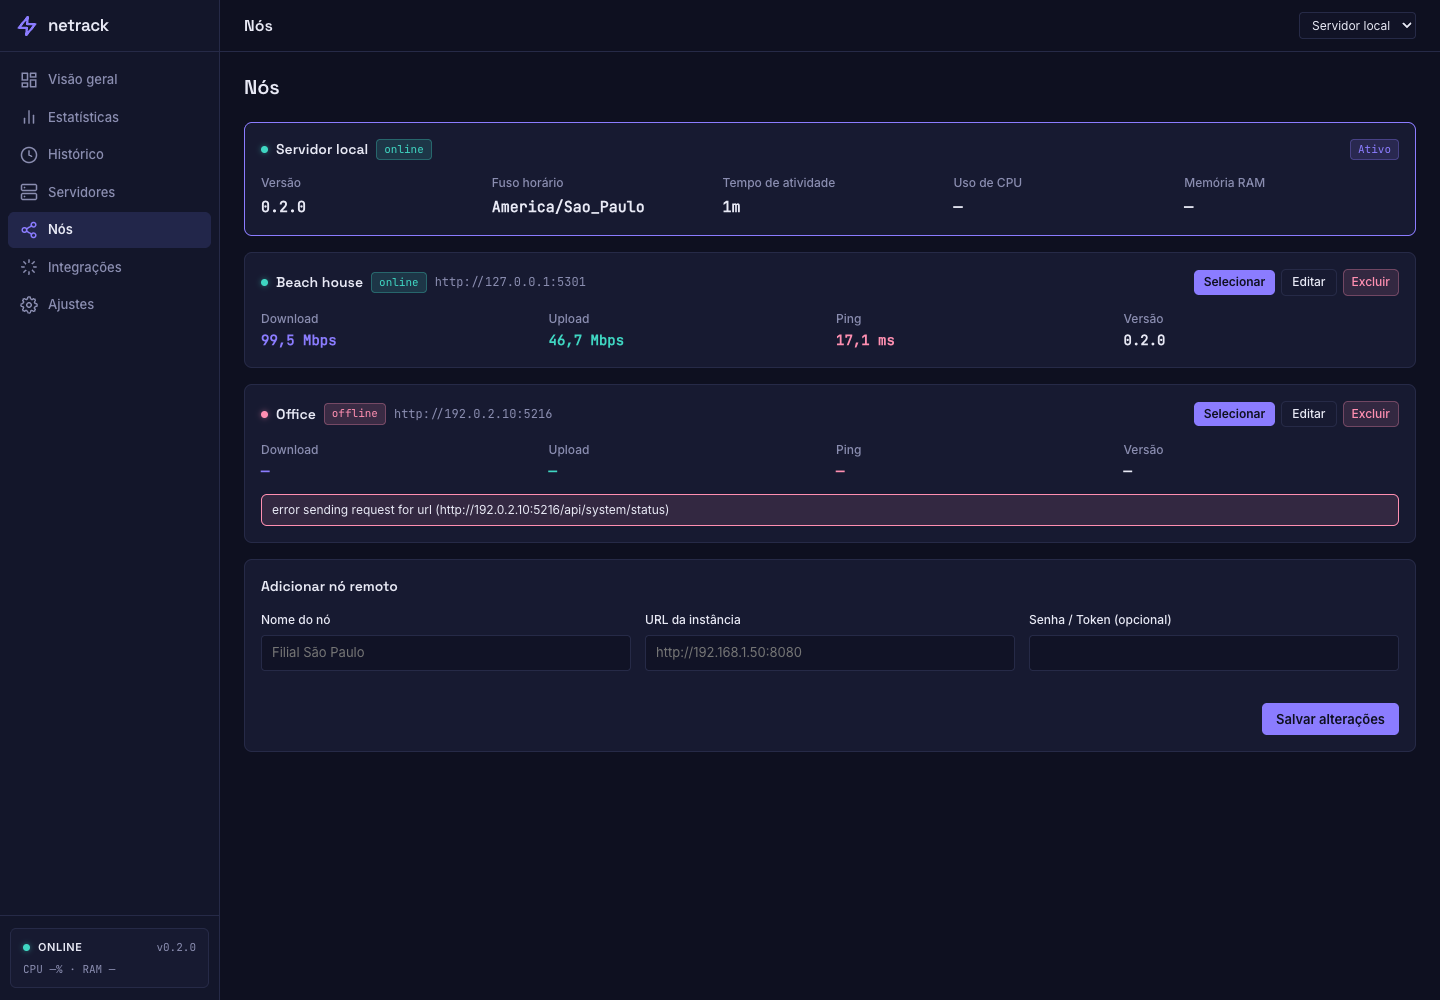 netrack
Nós
Servidor local
Visão geral
Estatísticas
Histórico
Servidores
Nós
Integrações
Ajustes
Nós
Servidor local online Ativo
Versão Fuso horário Tempo de atividade Uso de CPU Memória RAM
0.2.0 America/Sao_Paulo 1m — —
Beach house online http://127.0.0.1:5301 Selecionar Editar Excluir
Download Upload Ping Versão
99,5 Mbps 46,7 Mbps 17,1 ms 0.2.0
Office offline http://192.0.2.10:5216 Selecionar Editar Excluir
Download Upload Ping Versão
— — — —
error sending request for url (http://192.0.2.10:5216/api/system/status)
Adicionar nó remoto
Nome do nó URL da instância Senha / Token (opcional)
Filial São Paulo http://192.168.1.50:8080
Salvar alterações
ONLINE v0.2.0
CPU —% · RAM —